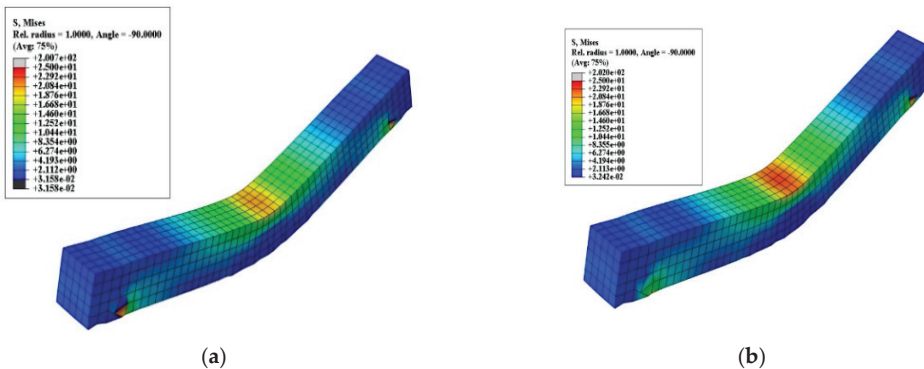 S, Mises
Rel. radius = 1.0000, Angle = -90.0000
(Avg: 75%)
+2.007e+02
+2.500e+01
+2.292e+01
+2.084e+01
+1.876e+01
+1.668e+01
+1.460e+01
+1.252e+01
+1.044e+01
+8.354e+00
+6.274e+00
+4.193e+00
+2.112e+00
+3.158e-02
+3.158e-02
(a)
S, Mises
Rel. radius = 1.0000, Angle = -90.0000
(Avg: 75%)
+2.020e+02
+2.500e+01
+2.292e+01
+2.084e+01
+1.876e+01
+1.668e+01
+1.460e+01
+1.252e+01
+1.044e+01
+8.355e+00
+6.274e+00
+4.194e+00
+2.113e+00
+3.242e-02
(b)